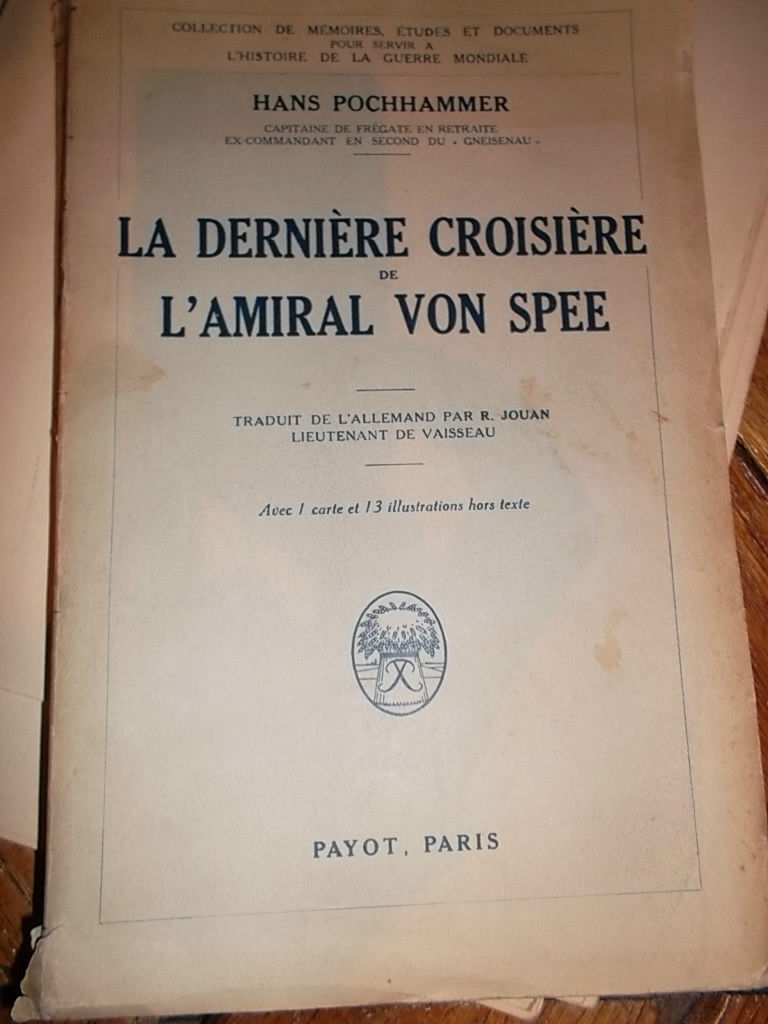 COLLECTION DE MÉMOIRES, ÉTUDES ET DOCUMENTS
POUR SERVIR A
L'HISTOIRE DE LA GUERRE MONDIALE
HANS POCHHAMMER
CAPITAINE DE FRÉGATE EN RETRAITE
EX-COMMANDANT EN SECOND DU « GNEISENAU »
LA DERNIÈRE CROISIÈRE
DE
L'AMIRAL VON SPEE
TRADUIT DE L'ALLEMAND PAR R. JOUAN
LIEUTENANT DE VAISSEAU
Avec 1 carte et 13 illustrations hors texte
PAYOT, PARIS